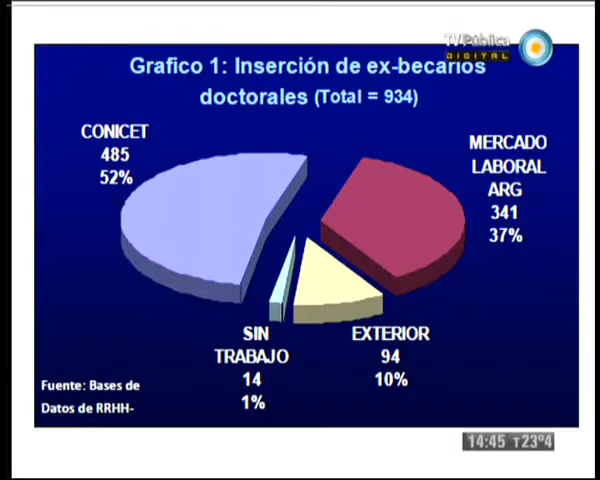 TV Pública
DIGITAL
Grafico 1: Inserción de ex-becarios
doctorales (Total = 934)
CONICET
485
52%
MERCADO
LABORAL
ARG
341
37%
SIN
TRABAJO
14
1%
EXTERIOR
94
10%
Fuente: Bases de
Datos de RRHH-
14:45 T23º4